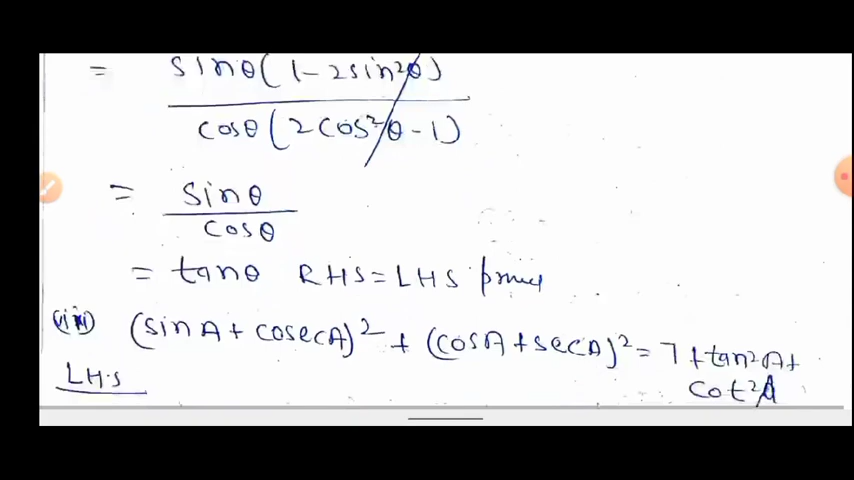 = sinθ(1-2sin²θ)
cosθ(2cos²θ-1)
= sinθ
cosθ
= tanθ RHS=LHS
(viii) (sinA+cosecA)²+(cosA+secA)²=7+tan²A+
cot²A
LH.S